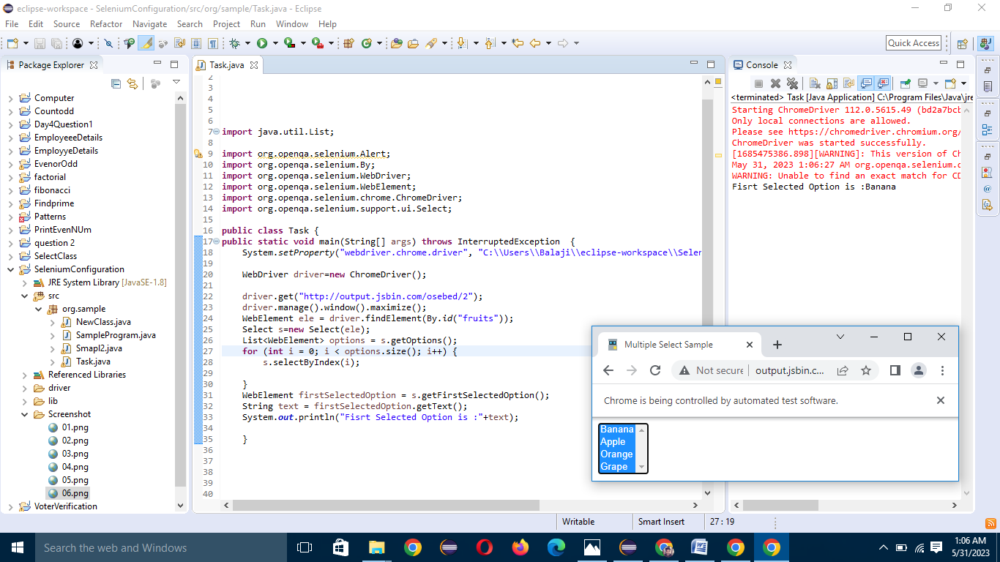 eclipse-workspace - SeleniumConfiguration/src/org/sample/Task.java - Eclipse
File Edit Source Refactor Navigate Search Project Run Window Help
Quick Access
Package Explorer
Computer
Countodd
Day4Question1
EmployeeeDetails
EmployyeDetails
EvenorOdd
factorial
fibonacci
Findprime
Patterns
PrintEvenNUm
question 2
SelectClass
SeleniumConfiguration
JRE System Library [JavaSE-1.8]
src
org.sample
NewClass.java
SampleProgram.java
Smapl2.java
Task.java
Referenced Libraries
driver
lib
Screenshot
01.png
02.png
03.png
04.png
05.png
06.png
VoterVerification
Task.java
2
3
4
5
6
7 import java.util.List;
8
9 import org.openqa.selenium.Alert;
10 import org.openqa.selenium.By;
11 import org.openqa.selenium.WebDriver;
12 import org.openqa.selenium.WebElement;
13 import org.openqa.selenium.chrome.ChromeDriver;
14 import org.openqa.selenium.support.ui.Select;
15
16 public class Task {
17 public static void main(String[] args) throws InterruptedException {
18 System.setProperty("webdriver.chrome.driver", "C:\\Users\\Balaji\\eclipse-workspace\\Selen
19
20 WebDriver driver=new ChromeDriver();
21
22 driver.get("http://output.jsbin.com/osebed/2");
23 driver.manage().window().maximize();
24 WebElement ele = driver.findElement(By.id("fruits"));
25 Select s=new Select(ele);
26 List<WebElement> options = s.getOptions();
27 for (int i = 0; i < options.size(); i++) {
28 s.selectByIndex(i);
29
30 }
31 WebElement firstSelectedOption = s.getFirstSelectedOption();
32 String text = firstSelectedOption.getText();
33 System.out.println("Fisrt Selected Option is :"+text);
34
35 }
36
37
38
39
40
Console
<terminated> Task [Java Application] C:\Program Files\Java\jre
Starting ChromeDriver 112.0.5615.49 (bd2a7bcb
Only local connections are allowed.
Please see https://chromedriver.chromium.org/
ChromeDriver was started successfully.
[1685475386.898][WARNING]: This version of Ch
May 31, 2023 1:06:27 AM org.openqa.selenium.
WARNING: Unable to find an exact match for CD
Fisrt Selected Option is :Banana
Multiple Select Sample
Not secure output.jsbin.c...
Chrome is being controlled by automated test software.
Banana
Apple
Orange
Grape
Writable Smart Insert 27 : 19
Search the web and Windows
1:06 AM
5/31/2023